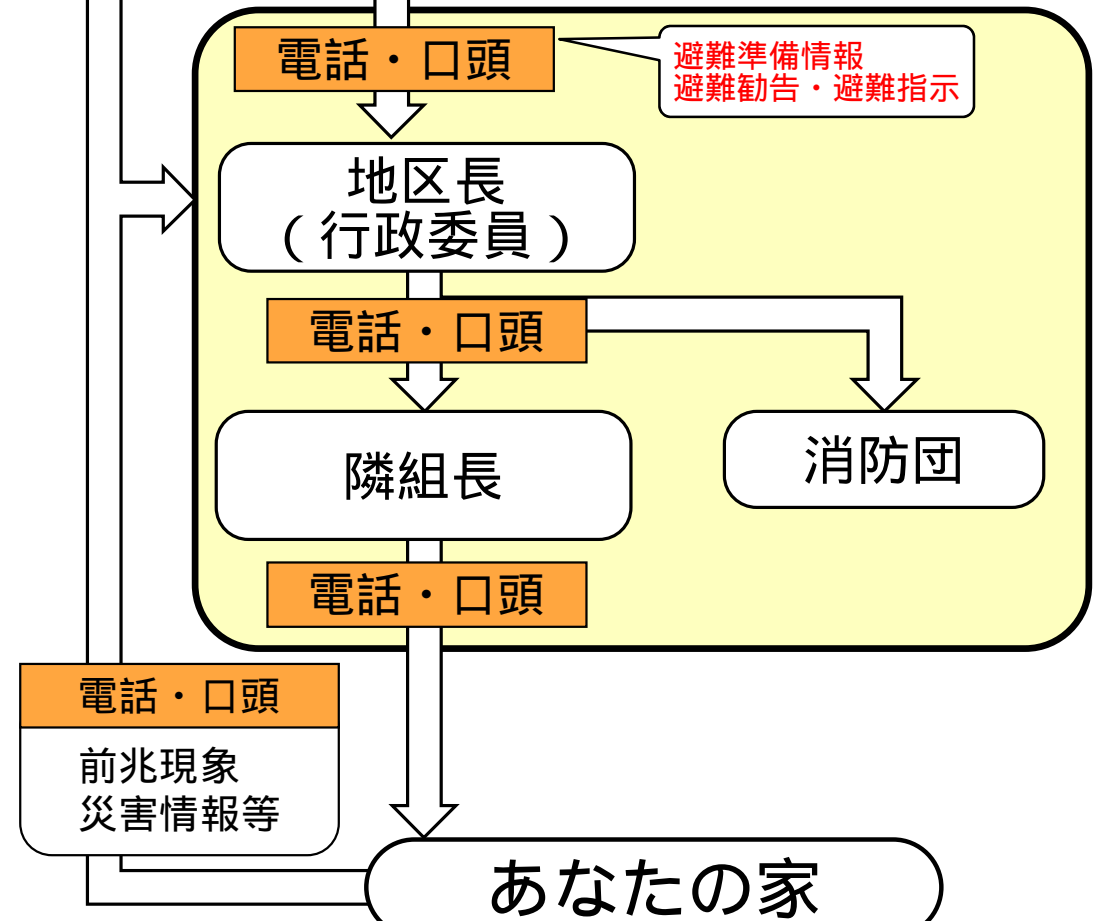 電話・口頭
避難準備情報
避難勧告・避難指示
地区長
（行政委員）
電話・口頭
隣組長
消防団
電話・口頭
電話・口頭
前兆現象
災害情報等
あなたの家